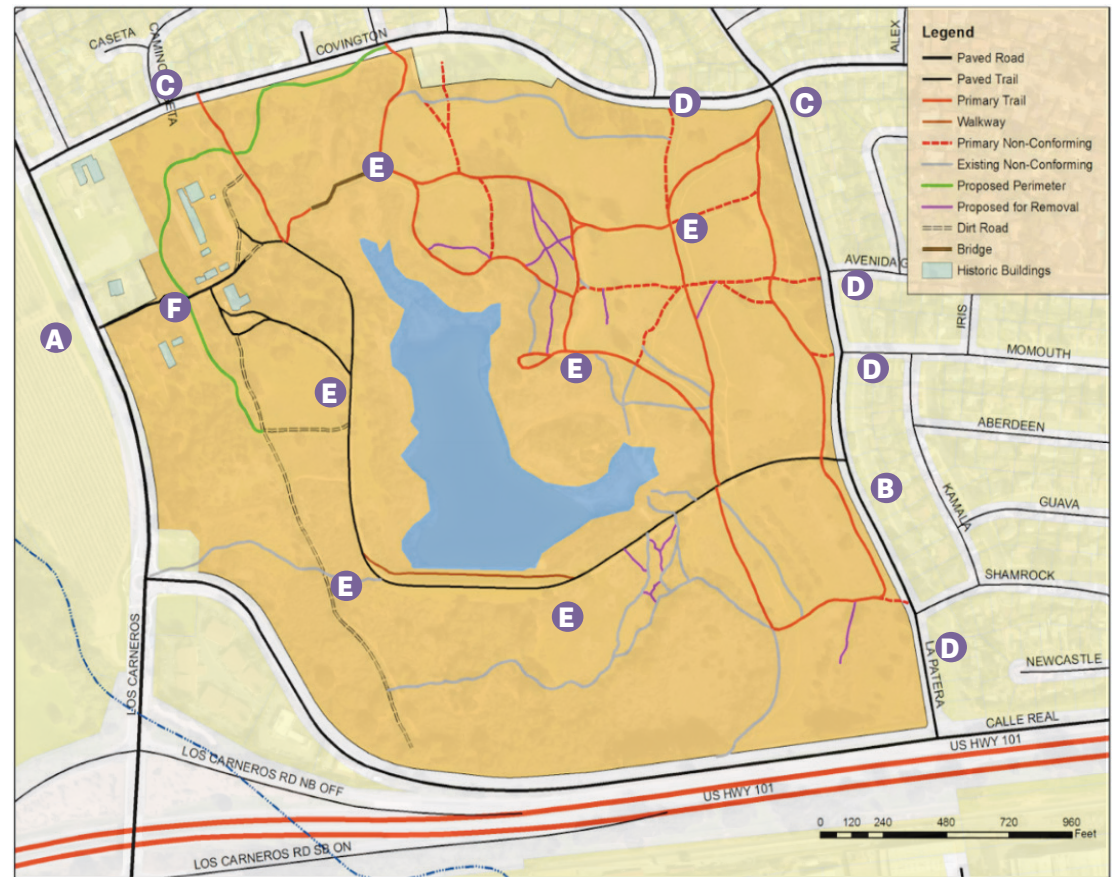 CASETA
CAMINO
ETA
COVINGTON
ALEX
C
D
C
E
E
Legend
Paved Road
Paved Trail
Primary Trail
Walkway
Primary Non-Conforming
Existing Non-Conforming
Proposed Perimeter
Proposed for Removal
Dirt Road
Bridge
Historic Buildings
AVENIDA G
D
F
A
IRIS
MOMOUTH
E
D
E
ABERDEEN
B
KAMALA
GUAVA
E
SHAMROCK
E
D
LOS CARNEROS
LA PATERA
NEWCASTLE
CALLE REAL
US HWY 101
LOS CARNEROS RD NB OFF
US HWY 101
0 120 240 480 720 960
Feet
LOS CARNEROS RD SB ON